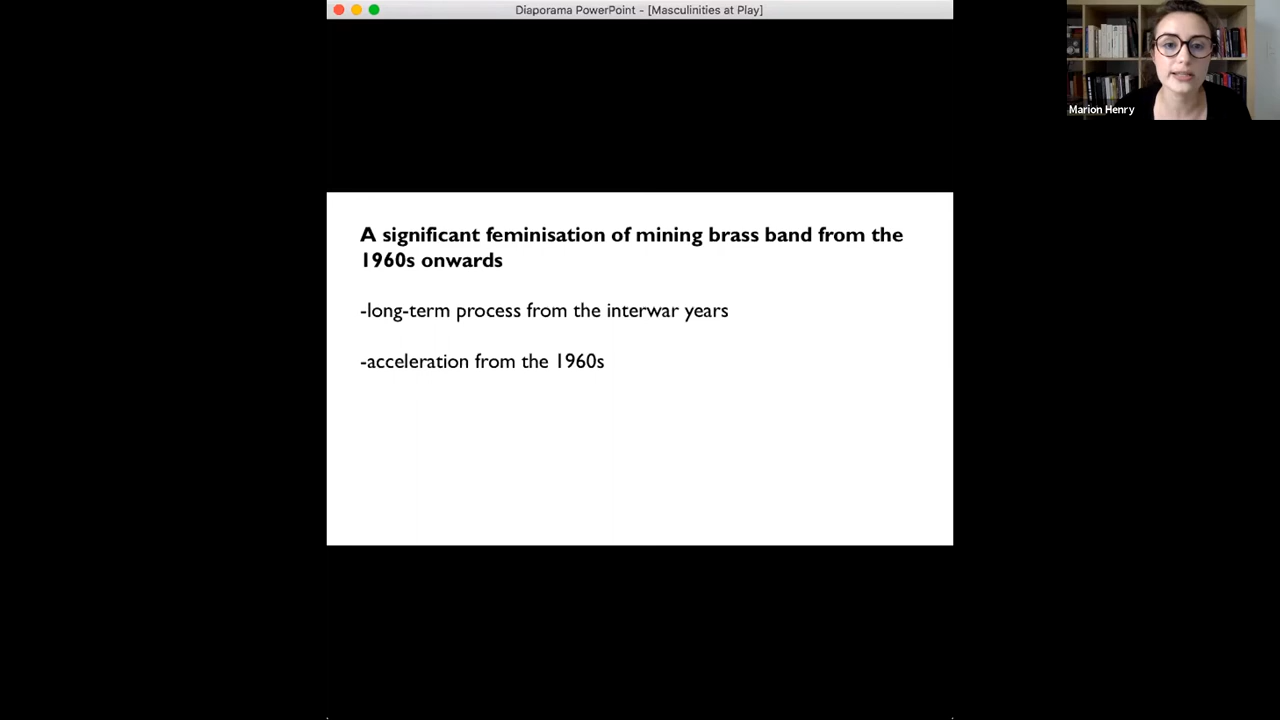 Diaporama PowerPoint - [Masculinities at Play]
Marion Henry
A significant feminisation of mining brass band from the
1960s onwards
-long-term process from the interwar years
-acceleration from the 1960s